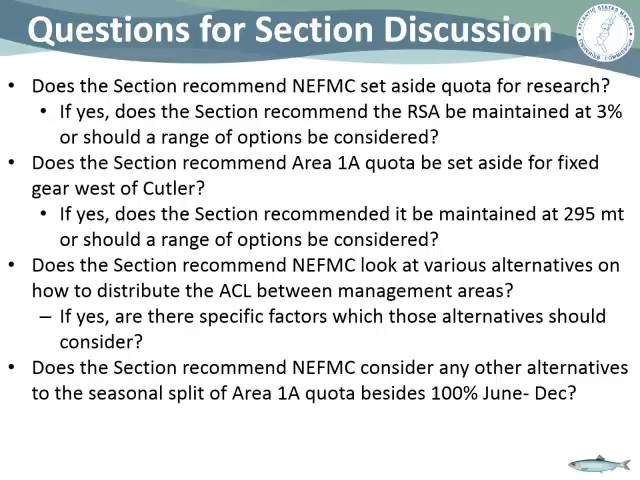 Questions for Section Discussion
ATLANTIC STATES MARINE FISHERIES COMMISSION
• Does the Section recommend NEFMC set aside quota for research?
• If yes, does the Section recommend the RSA be maintained at 3%
or should a range of options be considered?
• Does the Section recommend Area 1A quota be set aside for fixed
gear west of Cutler?
• If yes, does the Section recommended it be maintained at 295 mt
or should a range of options be considered?
• Does the Section recommend NEFMC look at various alternatives on
how to distribute the ACL between management areas?
– If yes, are there specific factors which those alternatives should
consider?
• Does the Section recommend NEFMC consider any other alternatives
to the seasonal split of Area 1A quota besides 100% June- Dec?